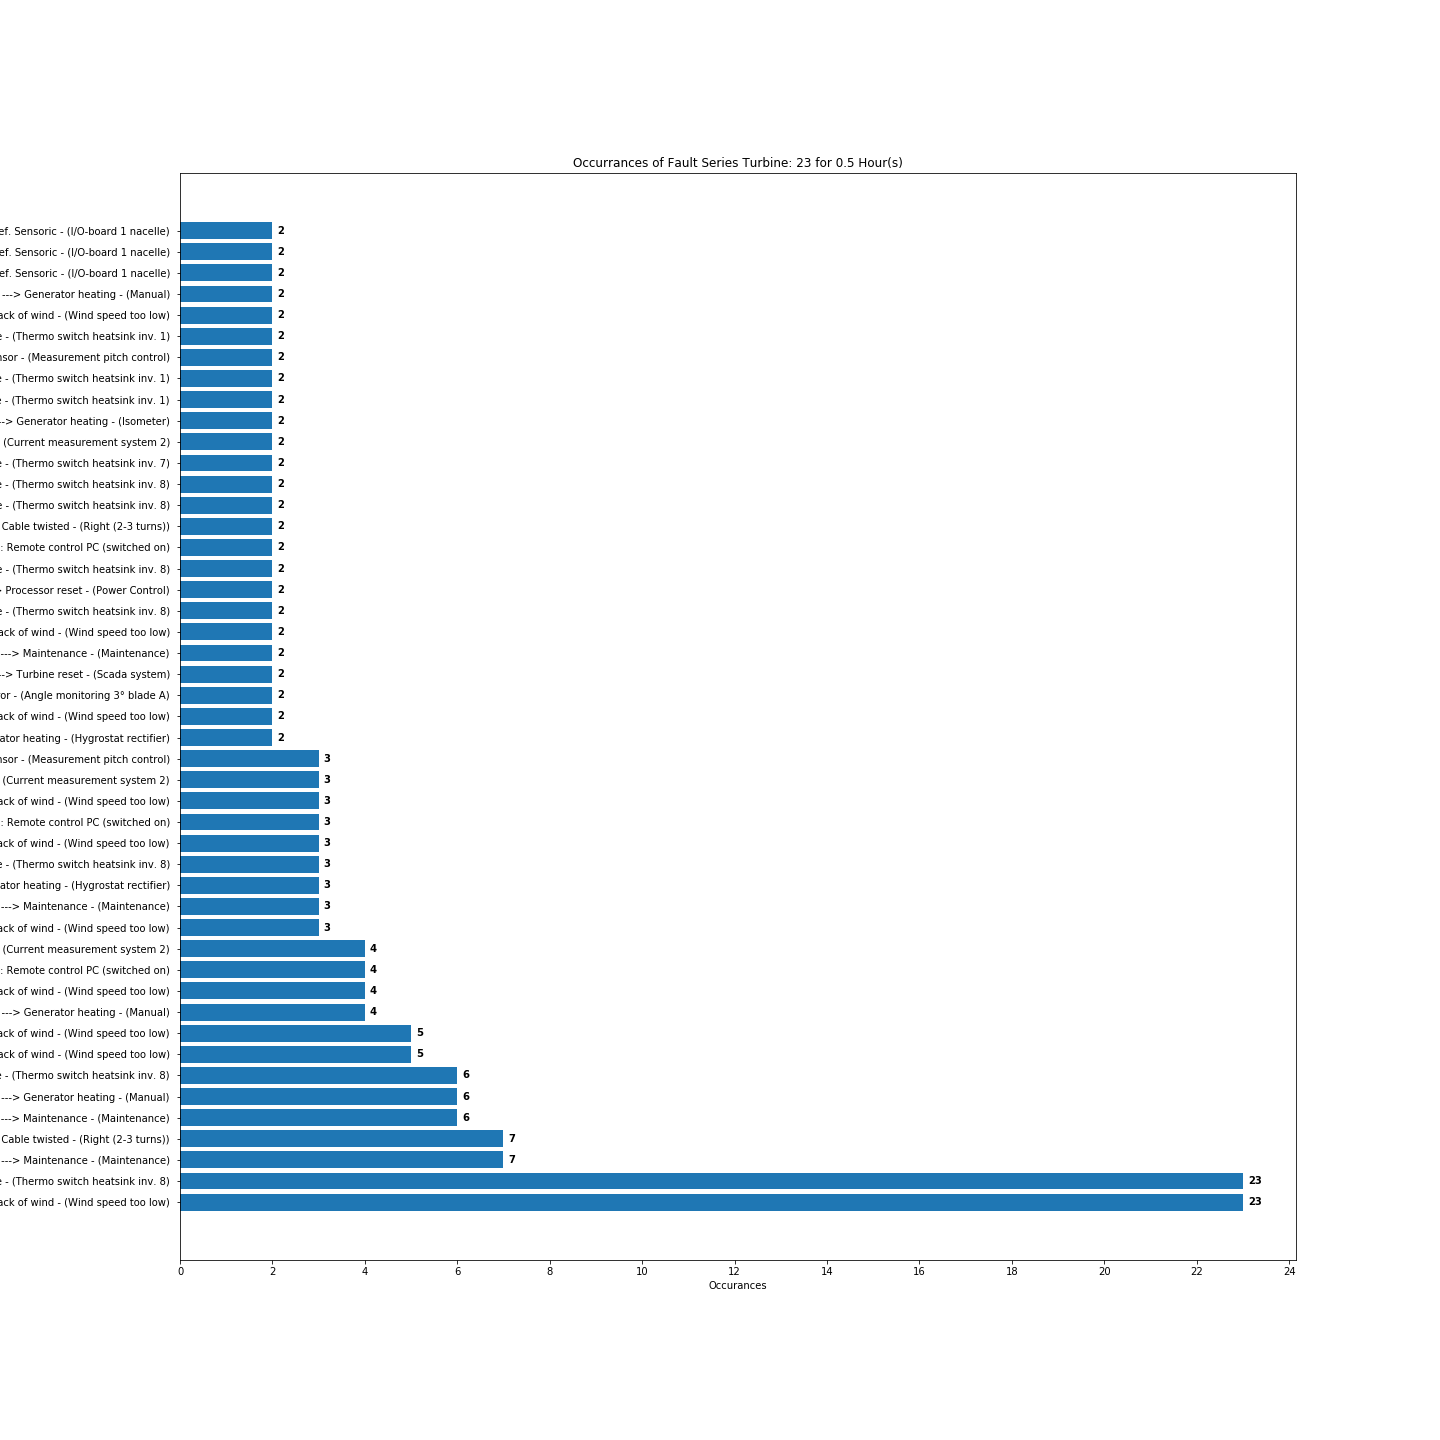 Occurrances of Fault Series Turbine: 23 for 0.5 Hour(s)
ef. Sensoric - (I/O-board 1 nacelle) 2
ef. Sensoric - (I/O-board 1 nacelle) 2
ef. Sensoric - (I/O-board 1 nacelle) 2
---> Generator heating - (Manual) 2
ack of wind - (Wind speed too low) 2
e - (Thermo switch heatsink inv. 1) 2
nsor - (Measurement pitch control) 2
e - (Thermo switch heatsink inv. 1) 2
e - (Thermo switch heatsink inv. 1) 2
--> Generator heating - (Isometer) 2
(Current measurement system 2) 2
e - (Thermo switch heatsink inv. 7) 2
e - (Thermo switch heatsink inv. 8) 2
e - (Thermo switch heatsink inv. 8) 2
Cable twisted - (Right (2-3 turns)) 2
: Remote control PC (switched on) 2
e - (Thermo switch heatsink inv. 8) 2
> Processor reset - (Power Control) 2
e - (Thermo switch heatsink inv. 8) 2
ack of wind - (Wind speed too low) 2
---> Maintenance - (Maintenance) 2
--> Turbine reset - (Scada system) 2
ror - (Angle monitoring 3° blade A) 2
ack of wind - (Wind speed too low) 2
ator heating - (Hygrostat rectifier) 2
nsor - (Measurement pitch control) 3
(Current measurement system 2) 3
ack of wind - (Wind speed too low) 3
: Remote control PC (switched on) 3
ack of wind - (Wind speed too low) 3
e - (Thermo switch heatsink inv. 8) 3
ator heating - (Hygrostat rectifier) 3
---> Maintenance - (Maintenance) 3
ack of wind - (Wind speed too low) 3
(Current measurement system 2) 4
: Remote control PC (switched on) 4
ack of wind - (Wind speed too low) 4
---> Generator heating - (Manual) 4
ack of wind - (Wind speed too low) 5
ack of wind - (Wind speed too low) 5
e - (Thermo switch heatsink inv. 8) 6
---> Generator heating - (Manual) 6
---> Maintenance - (Maintenance) 6
Cable twisted - (Right (2-3 turns)) 7
---> Maintenance - (Maintenance) 7
e - (Thermo switch heatsink inv. 8) 23
ack of wind - (Wind speed too low) 23
0 2 4 6 8 10 12 14 16 18 20 22 24
Occurances